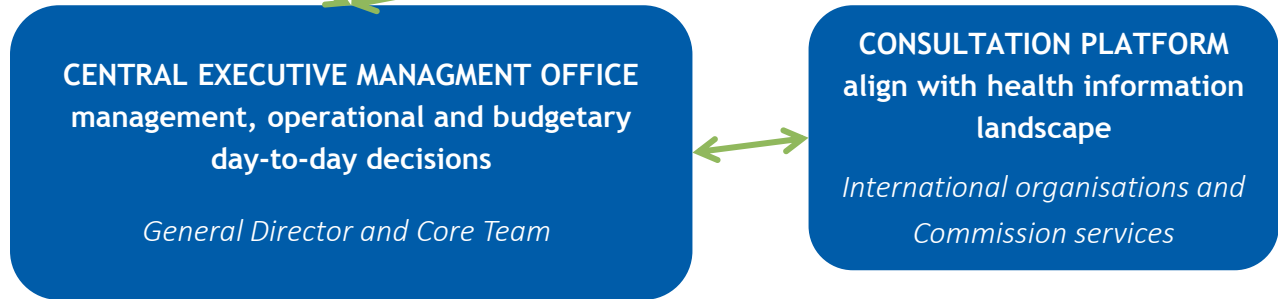 CENTRAL EXECUTIVE MANAGMENT OFFICE
management, operational and budgetary
day-to-day decisions
General Director and Core Team
CONSULTATION PLATFORM
align with health information
landscape
International organisations and
Commission services